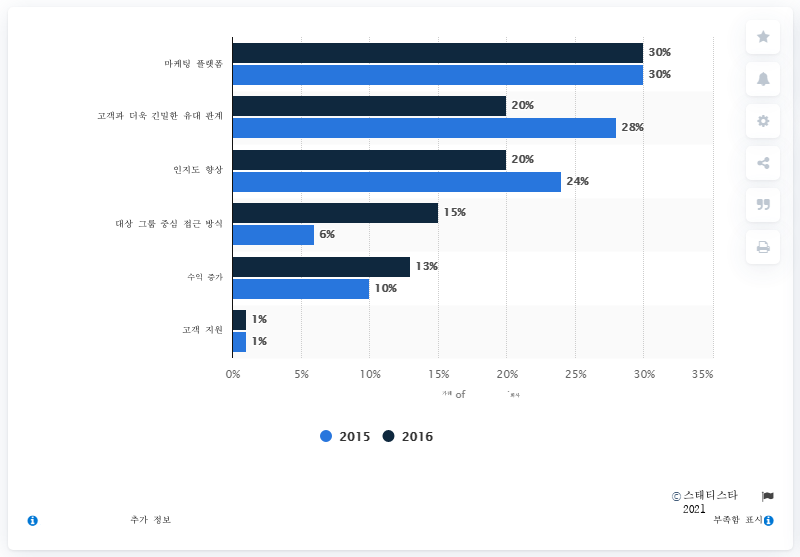 마케팅 플랫폼
30%
30%
고객과 더욱 긴밀한 유대 관계
20%
28%
인지도 향상
20%
24%
대상 그룹 중심 접근 방식
15%
6%
수익 증가
13%
10%
고객 지원
1%
1%
0% 5% 10% 15% 20% 25% 30% 35%
of
2015 2016
© 스태티스타
2021
추가 정보
부족함 표시